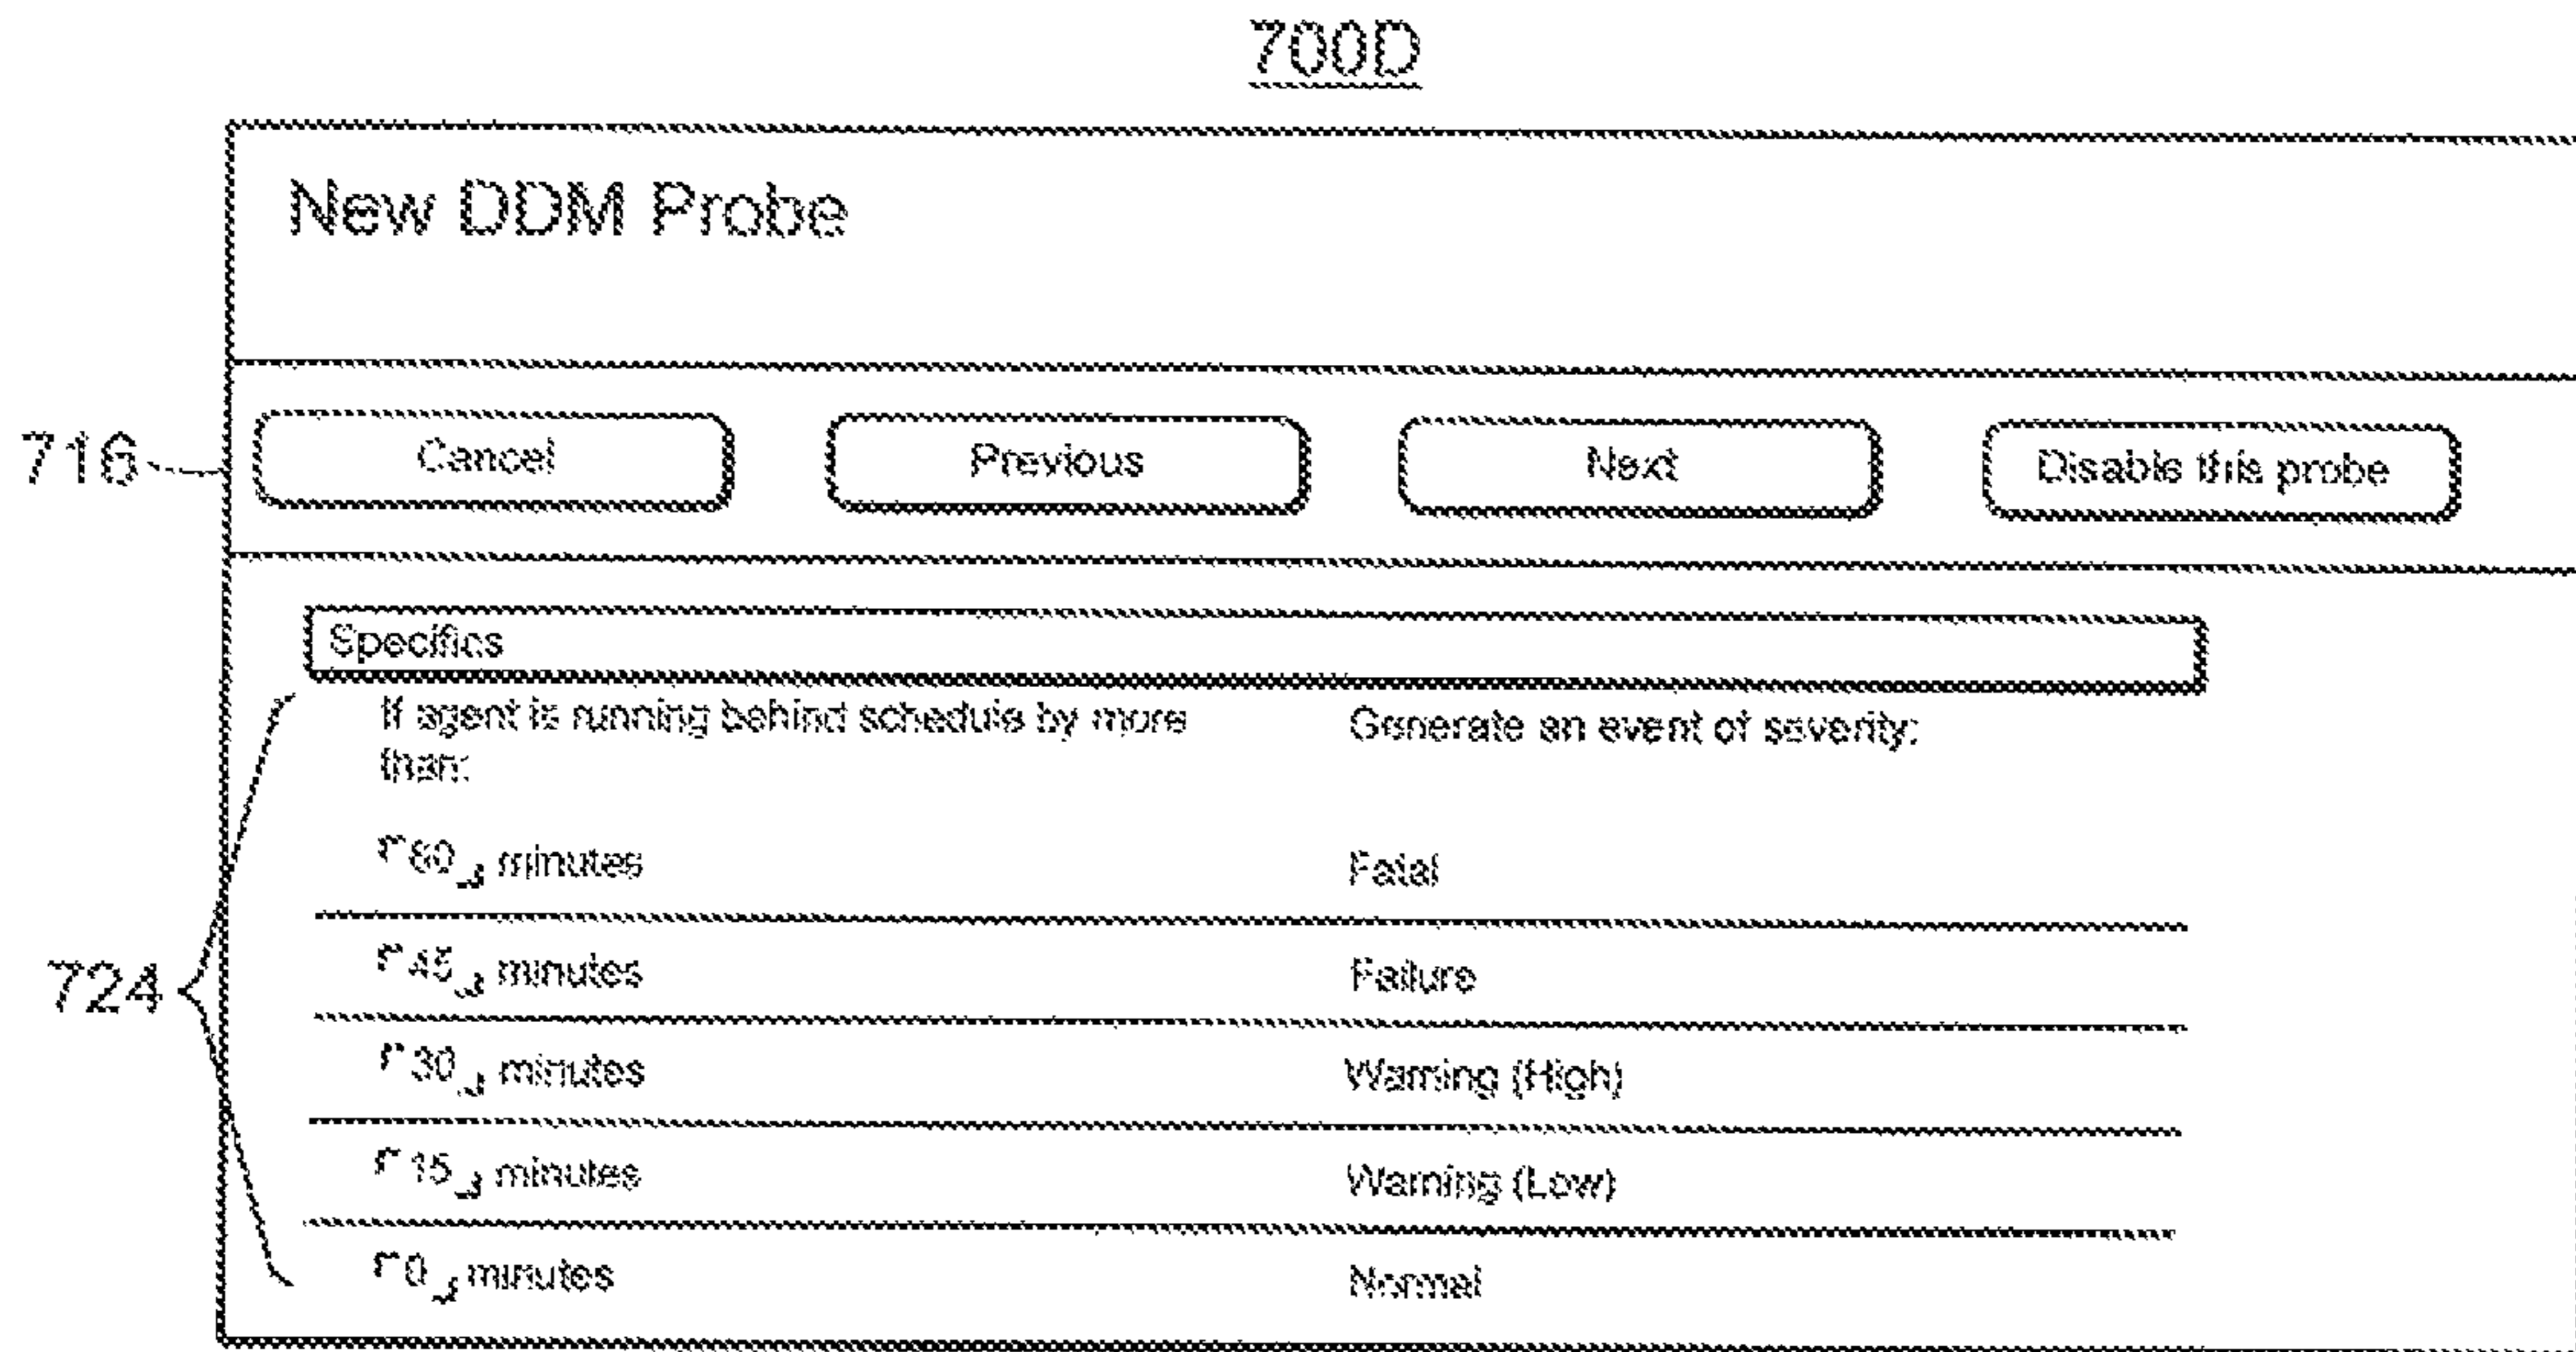 700D
New DDM Probe
716
Cancel
Previous
Next
Disable this probe
Specifics
If agent is running behind schedule by more
than:
Generate an event of severity:
60 minutes
Fatal
724
45 minutes
Failure
30 minutes
Warning (High)
15 minutes
Warning (Low)
0 minutes
Normal